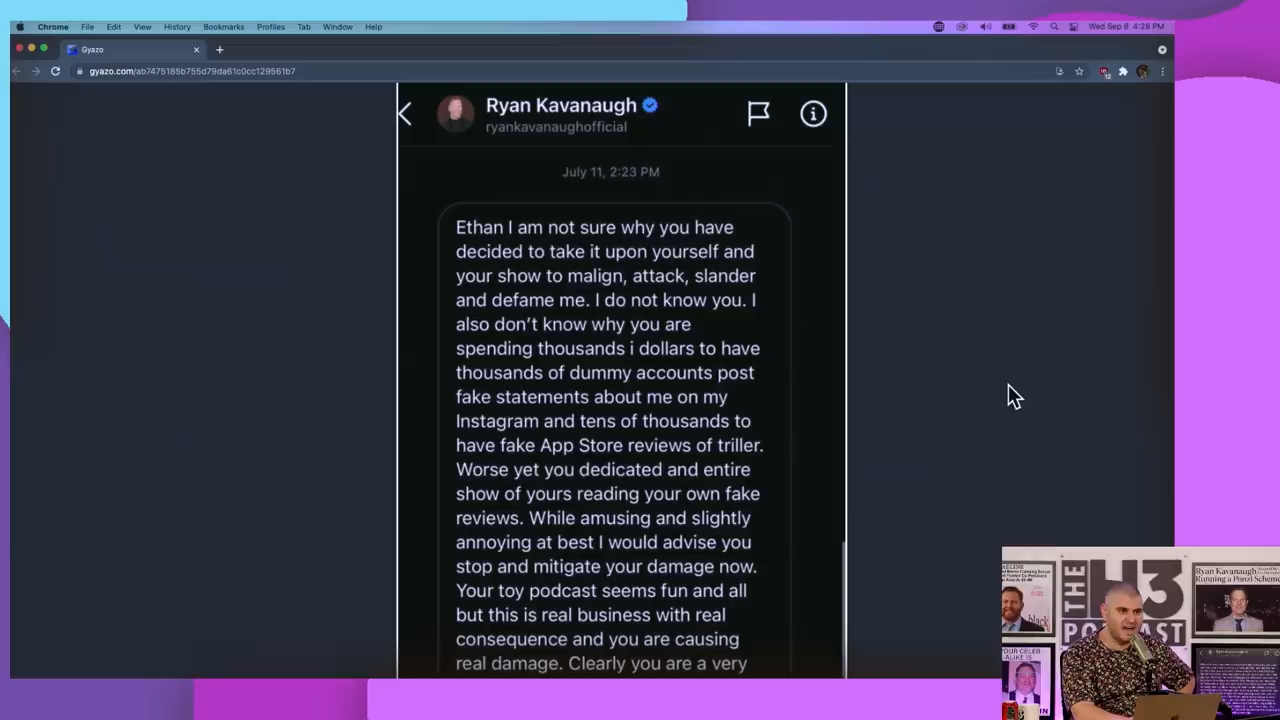 Chrome File Edit View History Bookmarks Profiles Tab Window Help Wed Sep 8 4:28 PM
Gyazo
gyazo.com/ab7475185b755d79da61c0cc129561b7
12
Ryan Kavanaugh
ryankavanaughofficial
July 11, 2:23 PM
Ethan I am not sure why you have
decided to take it upon yourself and
your show to malign, attack, slander
and defame me. I do not know you. I
also don’t know why you are
spending thousands i dollars to have
thousands of dummy accounts post
fake statements about me on my
Instagram and tens of thousands to
have fake App Store reviews of triller.
Worse yet you dedicated and entire
show of yours reading your own fake
reviews. While amusing and slightly
annoying at best I would advise you
stop and mitigate your damage now.
Your toy podcast seems fun and all
but this is real business with real
consequence and you are causing
real damage. Clearly you are a very
THE H3 PODCAST
Ryan Kavanaugh
Running a Ponzi Scheme
black
YOUR CELEB
-ALIKE IS